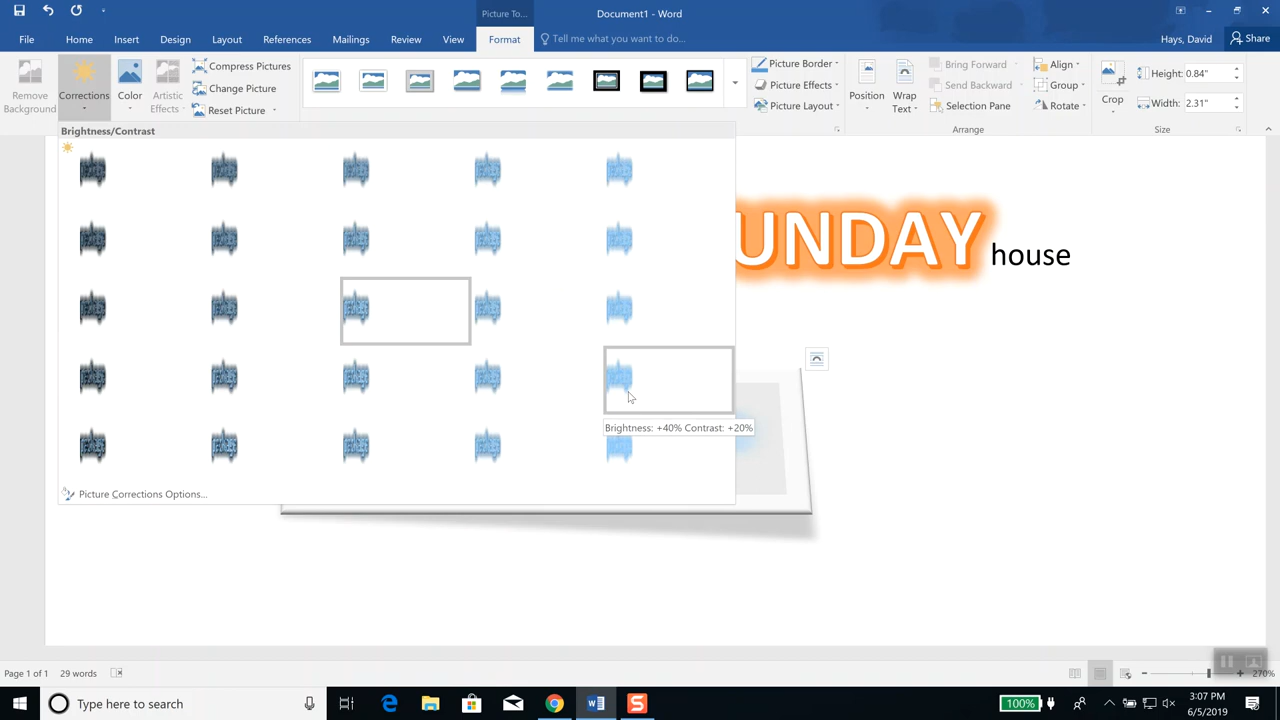 Picture To...
Document1 - Word
File Home Insert Design Layout References Mailings Review View Format Tell me what you want to do... Hays, David Share
Remove Background
Corrections
Color
Artistic Effects
Compress Pictures
Change Picture
Reset Picture
Picture Border
Picture Effects
Picture Layout
Position
Wrap Text
Bring Forward
Send Backward
Selection Pane
Align
Group
Rotate
Arrange
Crop
Height: 0.84"
Width: 2.31"
Size
Brightness/Contrast
UNDAY house
Brightness: +40% Contrast: +20%
Picture Corrections Options...
Page 1 of 1 29 words 270%
Type here to search
100%
3:07 PM
6/5/2019